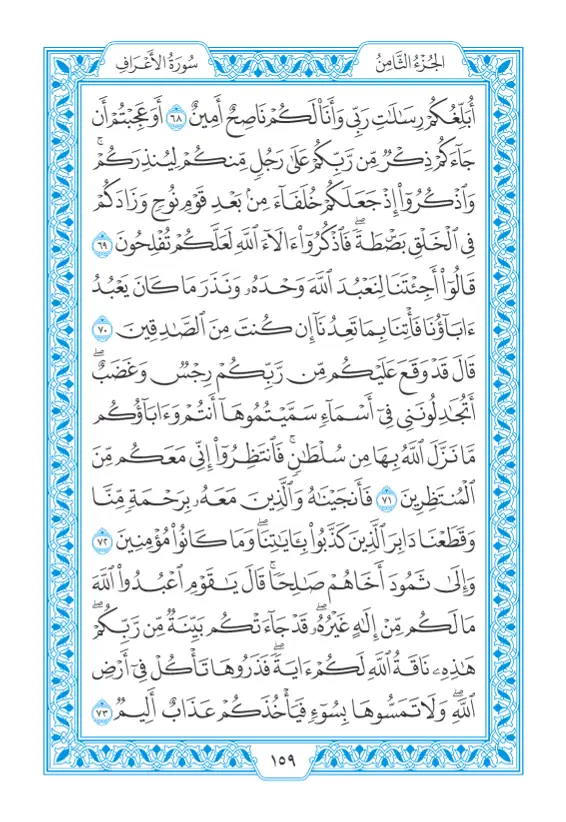 الجُزْءُ الثَّامِنُ
سُورَةُ الأَعْرَافِ
أُبَلِّغُكُمْ رِسَٰلَٰتِ رَبِّى وَأَنَا۠ لَكُمْ نَاصِحٌ أَمِينٌ ٦٨ أَوَعَجِبْتُمْ أَن
جَآءَكُمْ ذِكْرٌ مِّن رَّبِّكُمْ عَلَىٰ رَجُلٍ مِّنكُمْ لِيُنذِرَكُمْ ۚ
وَٱذْكُرُوٓا۟ إِذْ جَعَلَكُمْ خُلَفَآءَ مِنۢ بَعْدِ قَوْمِ نُوحٍ وَزَادَكُمْ
فِى ٱلْخَلْقِ بَصْۜطَةً ۖ فَٱذْكُرُوٓا۟ ءَالَآءَ ٱللَّهِ لَعَلَّكُمْ تُفْلِحُونَ ٦٩
قَالُوٓا۟ أَجِئْتَنَا لِنَعْبُدَ ٱللَّهَ وَحْدَهُۥ وَنَذَرَ مَا كَانَ يَعْبُدُ
ءَابَآؤُنَا فَأْتِنَا بِمَا تَعِدُنَآ إِن كُنتَ مِنَ ٱلصَّٰدِقِينَ ٧٠
قَالَ قَدْ وَقَعَ عَلَيْكُم مِّن رَّبِّكُمْ رِجْسٌ وَغَضَبٌ ۖ
أَتُجَٰدِلُونَنِى فِىٓ أَسْمَآءٍ سَمَّيْتُمُوهَآ أَنتُمْ وَءَابَآؤُكُم
مَّا نَزَّلَ ٱللَّهُ بِهَا مِن سُلْطَٰنٍ ۚ فَٱنتَظِرُوٓا۟ إِنِّى مَعَكُم مِّنَ
ٱلْمُنتَظِرِينَ ٧١ فَأَنجَيْنَٰهُ وَٱلَّذِينَ مَعَهُۥ بِرَحْمَةٍ مِّنَّا
وَقَطَعْنَا دَابِرَ ٱلَّذِينَ كَذَّبُوا۟ بِـَٔايَٰتِنَا ۖ وَمَا كَانُوا۟ مُؤْمِنِينَ ٧٢
وَإِلَىٰ ثَمُودَ أَخَاهُمْ صَٰلِحًا ۗ قَالَ يَٰقَوْمِ ٱعْبُدُوا۟ ٱللَّهَ
مَا لَكُم مِّنْ إِلَٰهٍ غَيْرُهُۥ ۖ قَدْ جَآءَتْكُم بَيِّنَةٌ مِّن رَّبِّكُمْ ۖ
هَٰذِهِۦ نَاقَةُ ٱللَّهِ لَكُمْ ءَايَةً ۖ فَذَرُوهَا تَأْكُلْ فِىٓ أَرْضِ
ٱللَّهِ ۖ وَلَا تَمَسُّوهَا بِسُوٓءٍ فَيَأْخُذَكُمْ عَذَابٌ أَلِيمٌ ٧٣
١٥٩